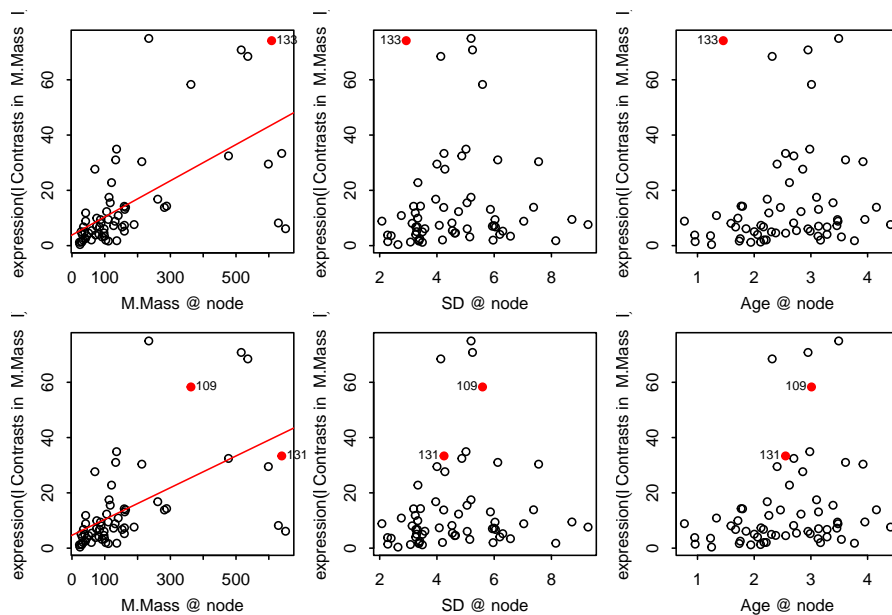 expression(| Contrasts in M.Mass |)
0 20 40 60
133
0 100 300 500
M.Mass @ node
expression(| Contrasts in M.Mass |)
0 20 40 60
133
2 4 6 8
SD @ node
expression(| Contrasts in M.Mass |)
0 20 40 60
133
1 2 3 4
Age @ node
expression(| Contrasts in M.Mass |)
0 20 40 60
109
131
0 100 300 500
M.Mass @ node
expression(| Contrasts in M.Mass |)
0 20 40 60
109
131
2 4 6 8
SD @ node
expression(| Contrasts in M.Mass |)
0 20 40 60
109
131
1 2 3 4
Age @ node